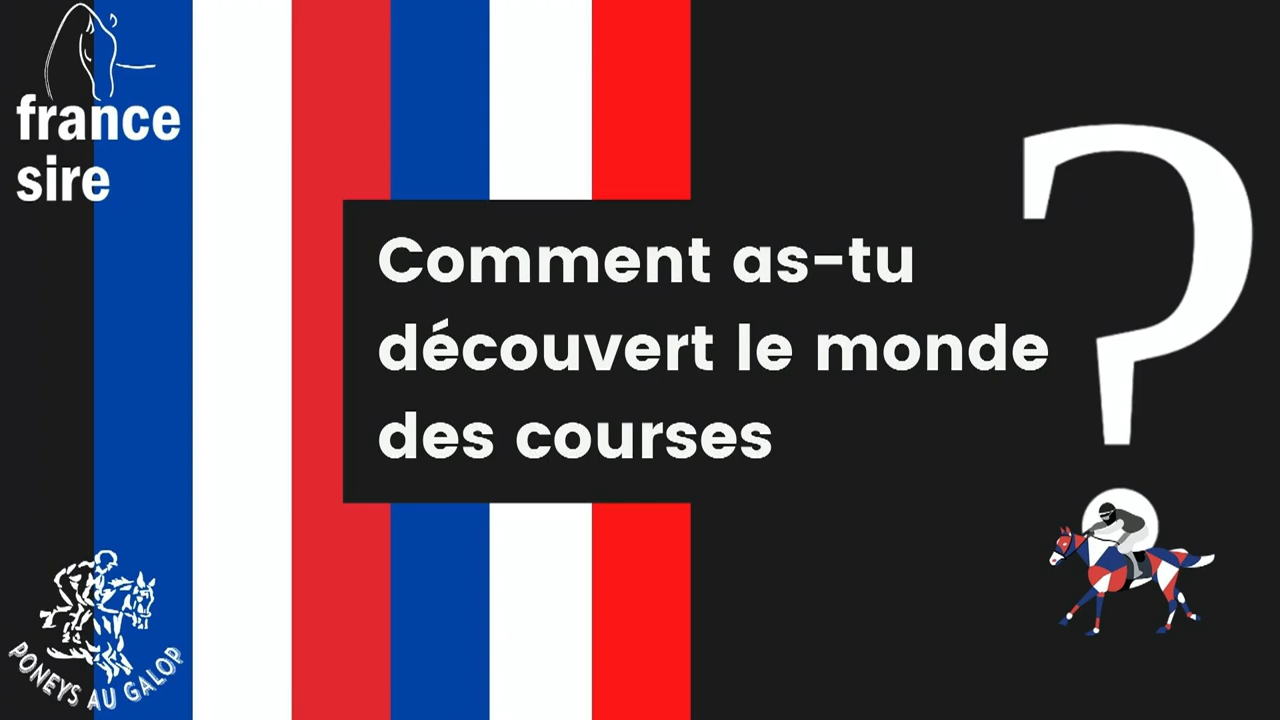 france
sire
Comment as-tu
découvert le monde
des courses
?
PONEYS AU GALOP